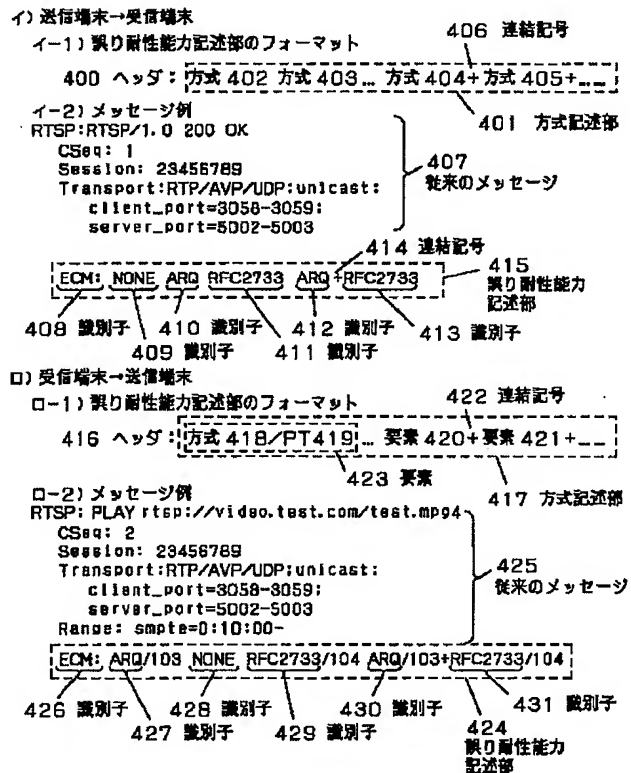 イ) 送信端末→受信端末
イ-1) 誤り耐性能力記述部のフォーマット
406 連結記号
400 ヘッダ：方式 402 方式 403… 方式 404+方式 405+……
401 方式記述部
イ-2) メッセージ例
RTSP:RTSP/1.0 200 OK
CSeq: 1
Session: 23456789
Transport:RTP/AVP/UDP;unicast;
client_port=3058-3059;
server_port=5002-5003
407
従来のメッセージ
414 連結記号
ECM: NONE ARQ RFC2733 ARQ+RFC2733
415
誤り耐性能力
記述部
408 識別子 410 識別子 412 識別子 413 識別子
409 識別子 411 識別子
ロ) 受信端末→送信端末
ロ-1) 誤り耐性能力記述部のフォーマット
422 連結記号
416 ヘッダ：方式 418/PT419 … 要素 420+要素 421+……
423 要素
417 方式記述部
ロ-2) メッセージ例
RTSP: PLAY rtsp://video.test.com/test.mpg4
CSeq: 2
Session: 23456789
Transport:RTP/AVP/UDP;unicast;
client_port=3058-3059;
server_port=5002-5003
Range: smpte=0:10:00-
425
従来のメッセージ
ECM: ARQ/103 NONE RFC2733/104 ARQ/103+RFC2733/104
426 識別子 428 識別子 430 識別子 431 識別子
427 識別子 429 識別子
424
誤り耐性能力
記述部